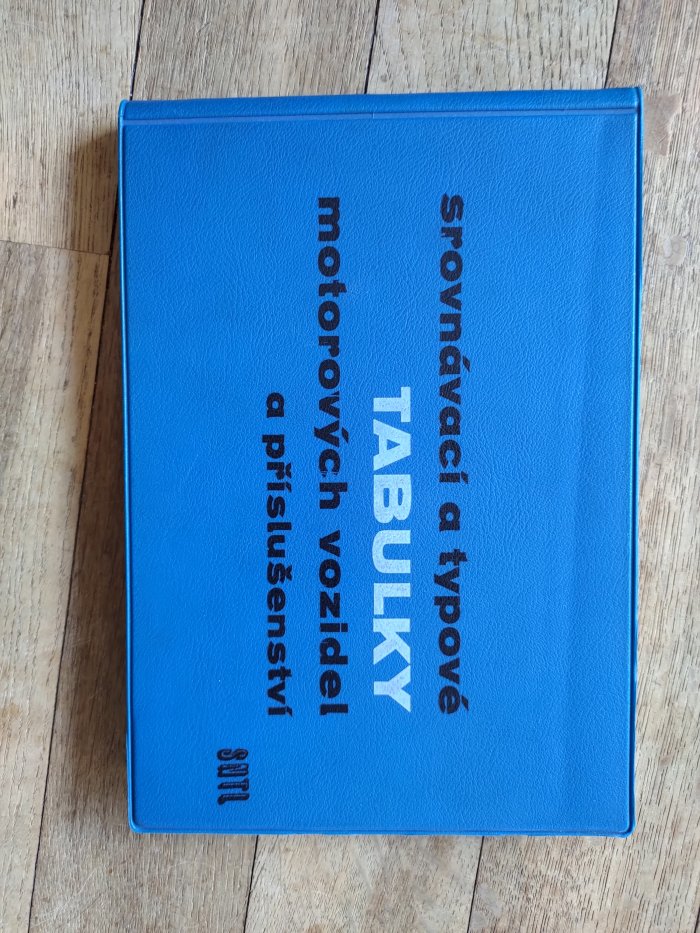 srovnávací a typové
TABULKY
motorových vozidel
a příslušenství
SNTL